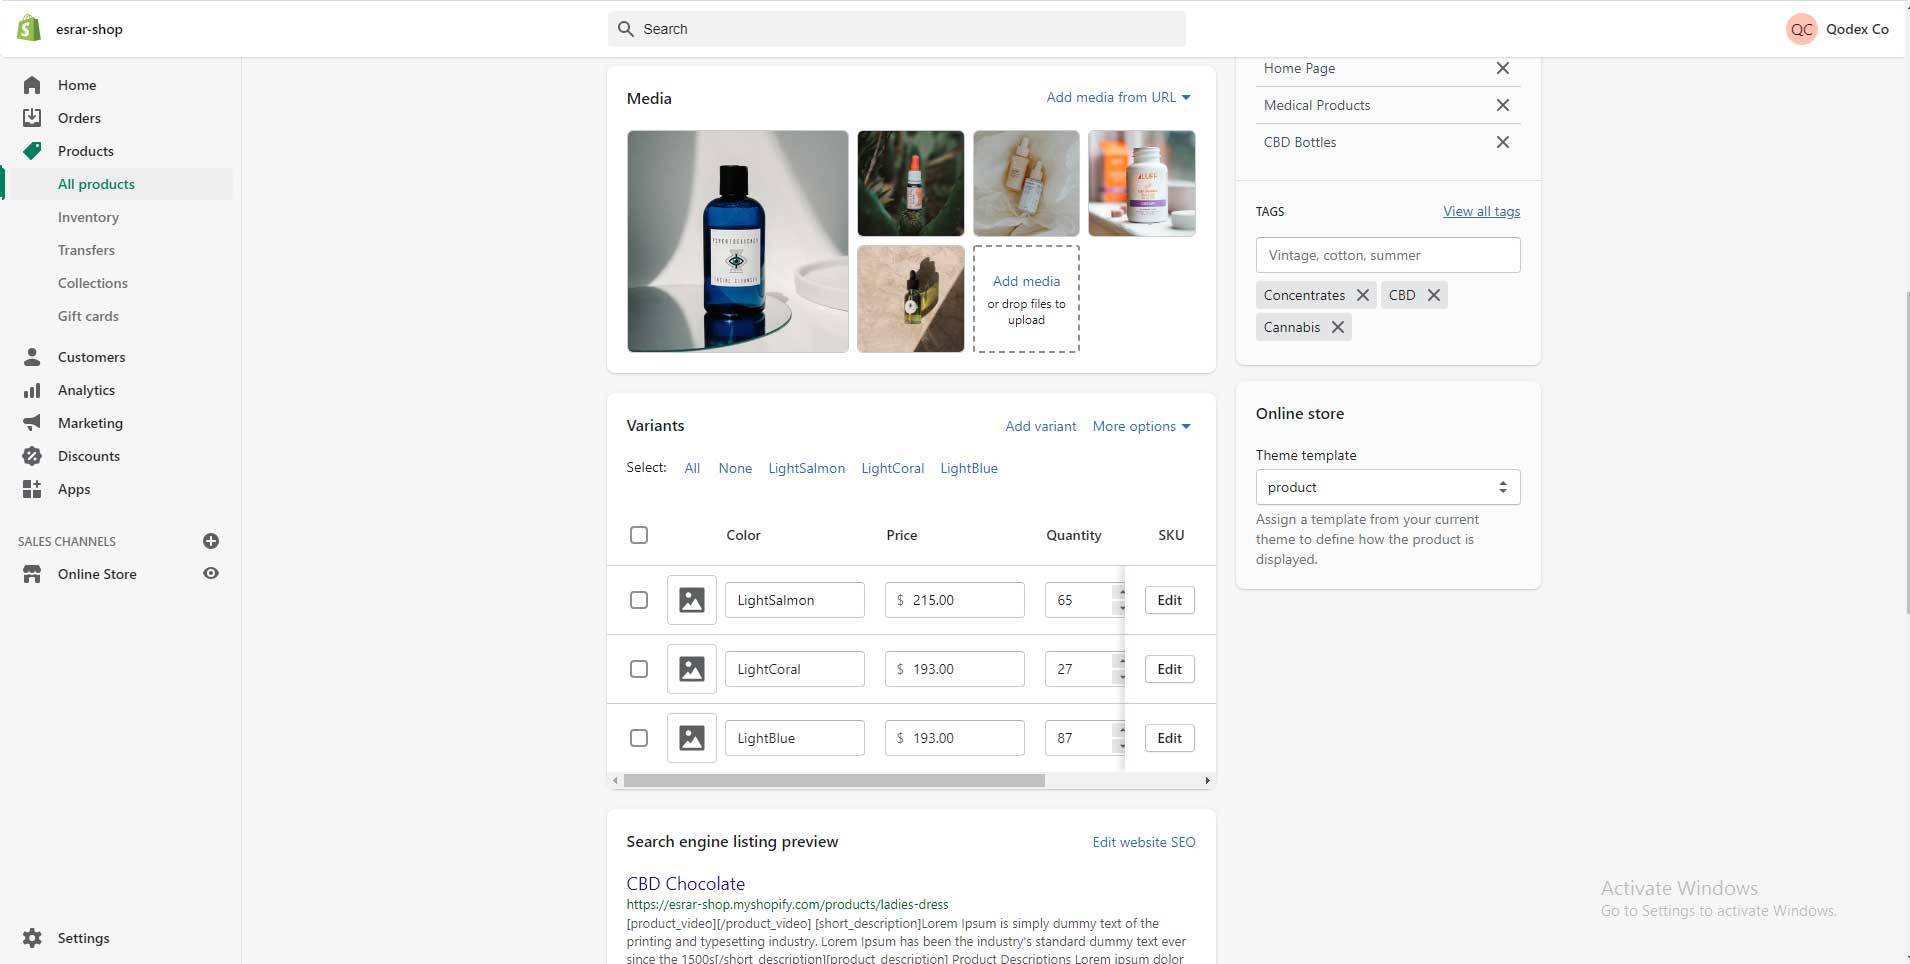 esrar-shop
Search
QC Qodex Co
Home
Orders
Products
All products
Inventory
Transfers
Collections
Gift cards
Customers
Analytics
Marketing
Discounts
Apps
SALES CHANNELS
Online Store
Settings
Media
Add media from URL
PSYCHIDELICACY
FACIAL CLEANSER
Add media
or drop files to
upload
Variants
Add variant More options
Select: All None LightSalmon LightCoral LightBlue
Color Price Quantity SKU
LightSalmon $ 215.00 65 Edit
LightCoral $ 193.00 27 Edit
LightBlue $ 193.00 87 Edit
Search engine listing preview
Edit website SEO
CBD Chocolate
https://esrar-shop.myshopify.com/products/ladies-dress
[product_video][/product_video] [short_description]Lorem Ipsum is simply dummy text of the
printing and typesetting industry. Lorem Ipsum has been the industry's standard dummy text ever
since the 1500s[/short_description][product_description] Product Descriptions Lorem ipsum dolor
Home Page
Medical Products
CBD Bottles
TAGS
View all tags
Vintage, cotton, summer
Concentrates CBD
Cannabis
Online store
Theme template
product
Assign a template from your current
theme to define how the product is
displayed.
Activate Windows
Go to Settings to activate Windows.